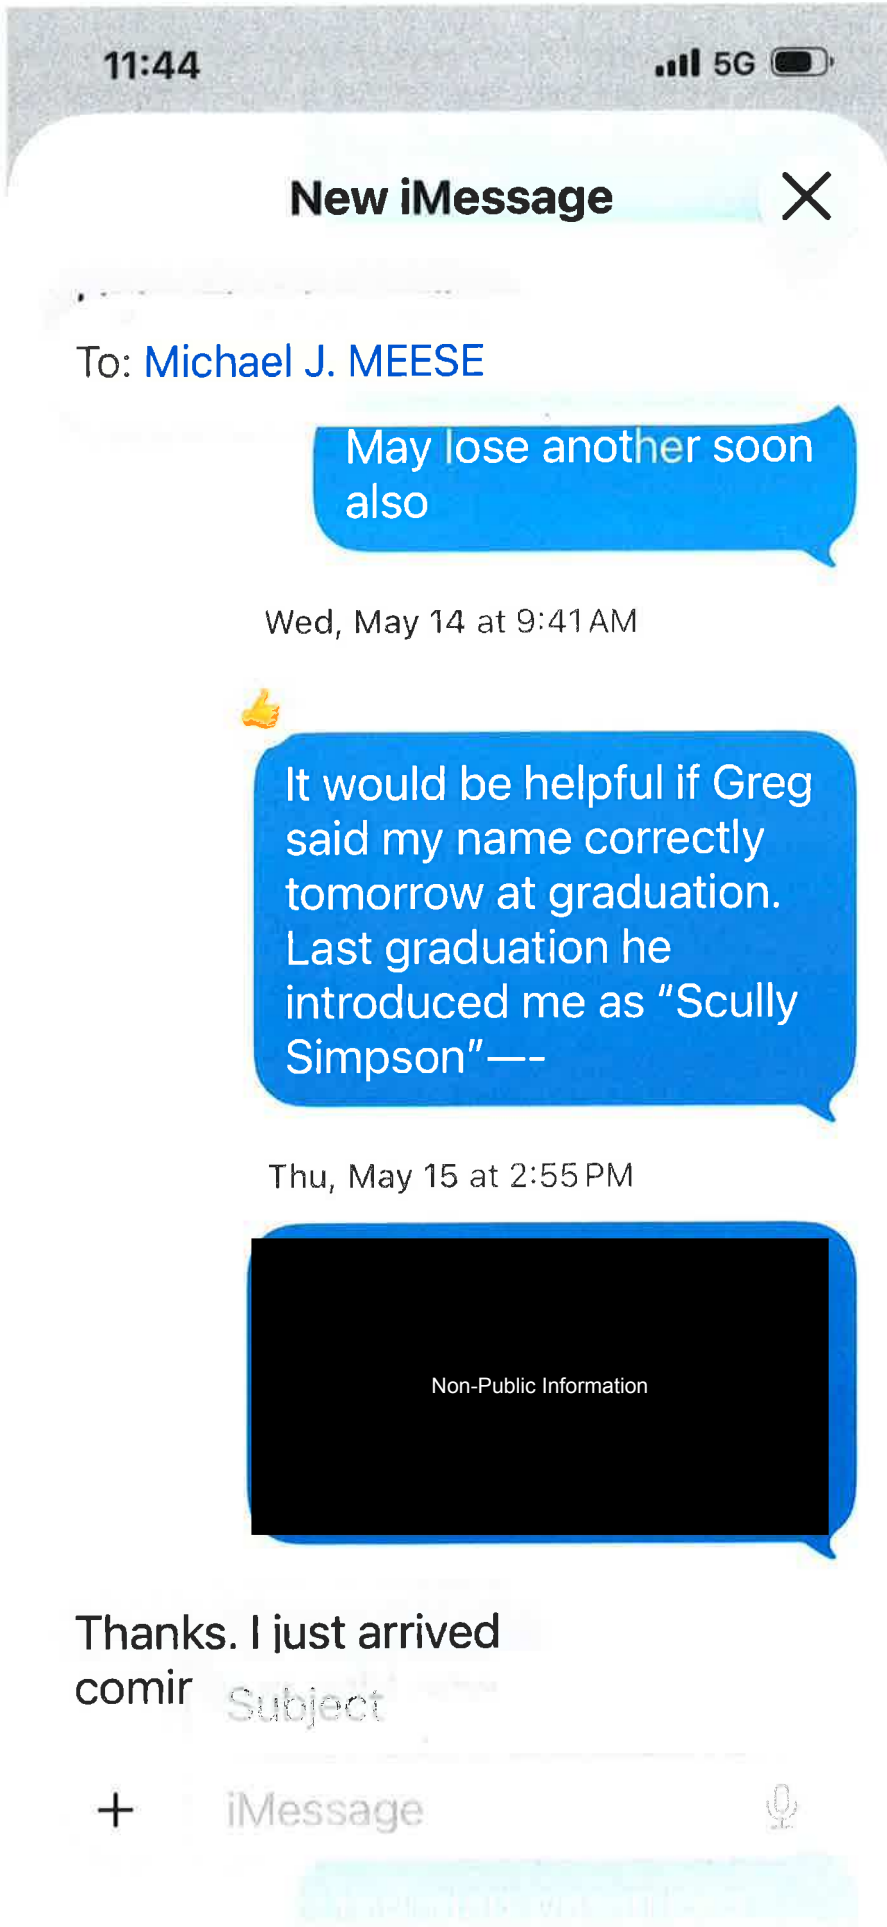 11:44
5G
New iMessage
To: Michael J. MEESE
May lose another soon
also
Wed, May 14 at 9:41 AM
It would be helpful if Greg
said my name correctly
tomorrow at graduation.
Last graduation he
introduced me as “Scully
Simpson”—--
Thu, May 15 at 2:55 PM
Non-Public Information
Thanks. I just arrived
comir
Subject
iMessage